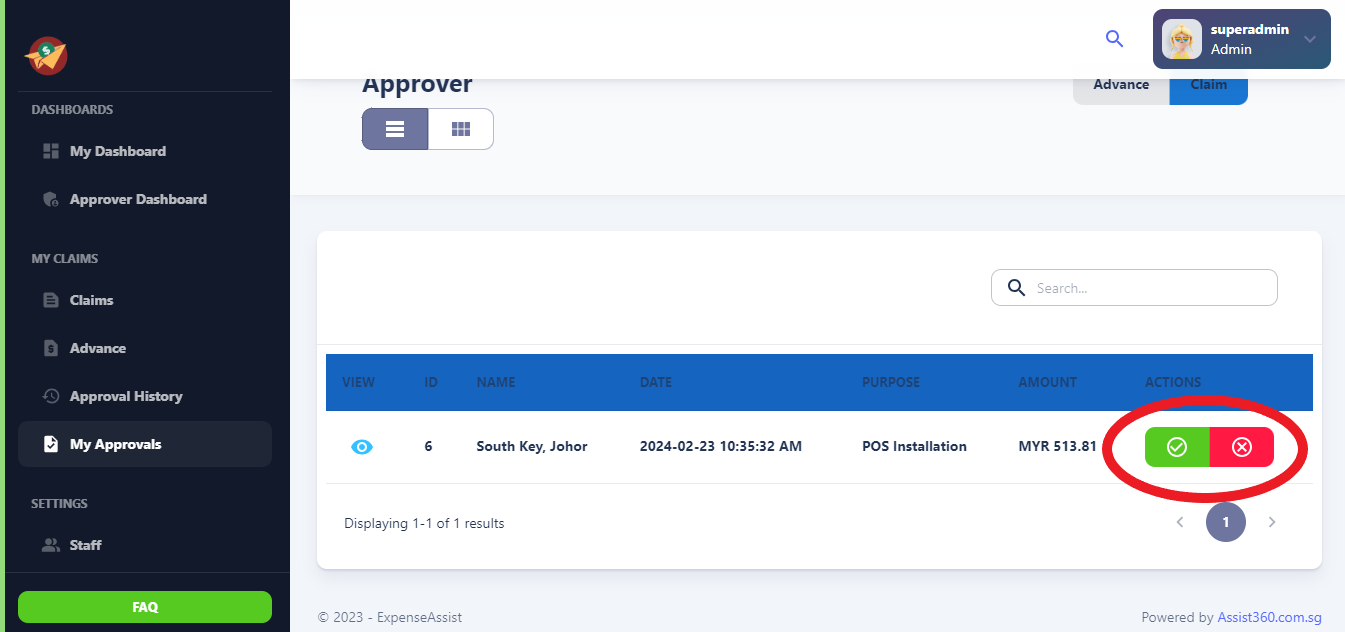 superadmin
Admin
DASHBOARDS
My Dashboard
Approver Dashboard
MY CLAIMS
Claims
Advance
Approval History
My Approvals
SETTINGS
Staff
FAQ
Approver
Advance Claim
Search...
VIEW ID NAME DATE PURPOSE AMOUNT ACTIONS
6 South Key, Johor 2024-02-23 10:35:32 AM POS Installation MYR 513.81
Displaying 1-1 of 1 results
1
© 2023 - ExpenseAssist
Powered by Assist360.com.sg